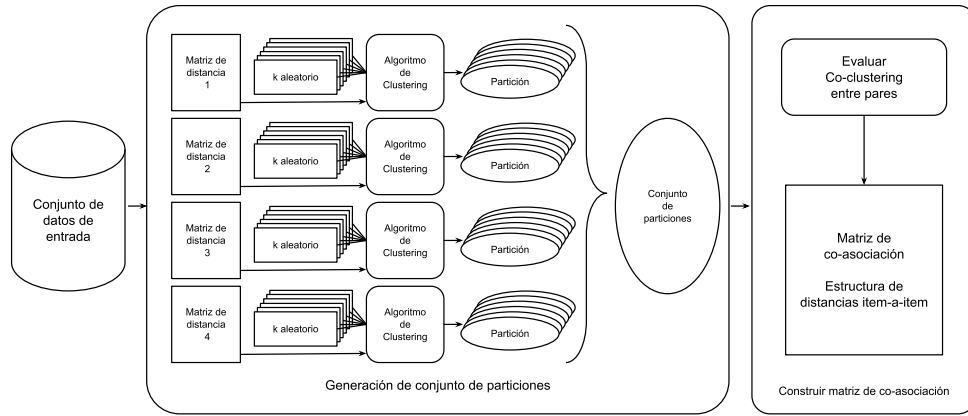 Conjunto de
datos de
entrada
Matriz de
distancia
1
k aleatorio
Algoritmo
de
Clustering
Partición
Matriz de
distancia
2
k aleatorio
Algoritmo
de
Clustering
Partición
Matriz de
distancia
3
k aleatorio
Algoritmo
de
Clustering
Partición
Matriz de
distancia
4
k aleatorio
Algoritmo
de
Clustering
Partición
Conjunto
de
particiones
Generación de conjunto de particiones
Evaluar
Co-clustering
entre pares
Matriz de
co-asociación
Estructura de
distancias item-a-item
Construir matriz de co-asociación